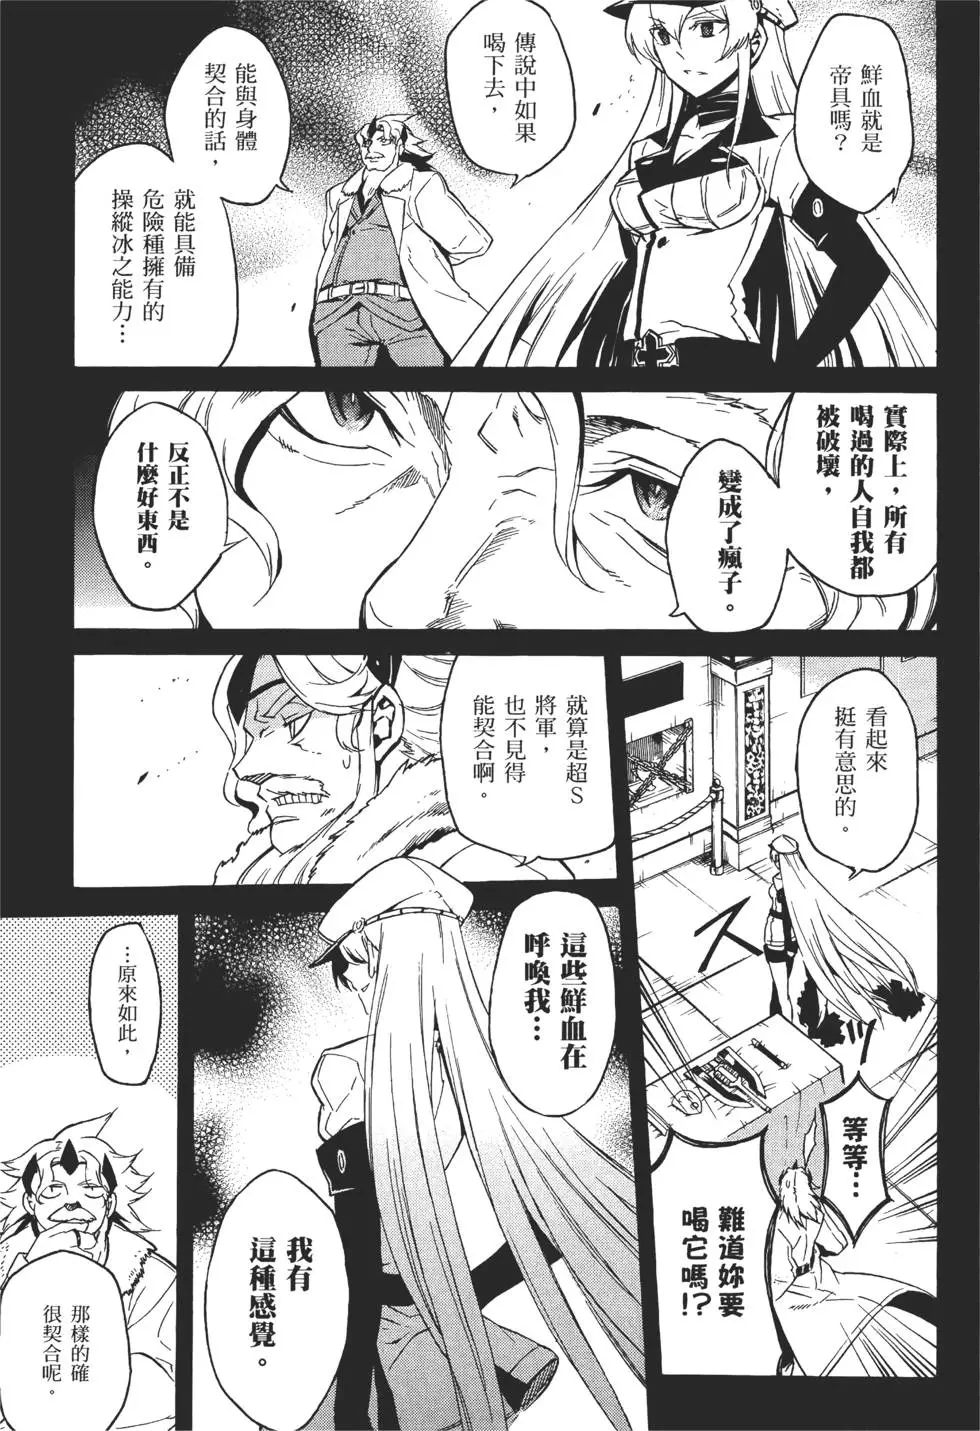 鮮血就是
帝具嗎？
傳說中如果
喝下去，
能與身體
契合的話，
就能具備
危險種擁有的
操縱冰之能力…
實際上，所有
喝過的人自我都
被破壞，
變成了瘋子。
反正不是
什麼好東西。
看起來
挺有意思的。
等等…
難道妳要
喝它嗎!?
就算是超S
將軍，
也不見得
能契合啊。
這些鮮血在
呼喚我…
我有
這種感覺。
…原來如此，
那樣的確
很契合呢。